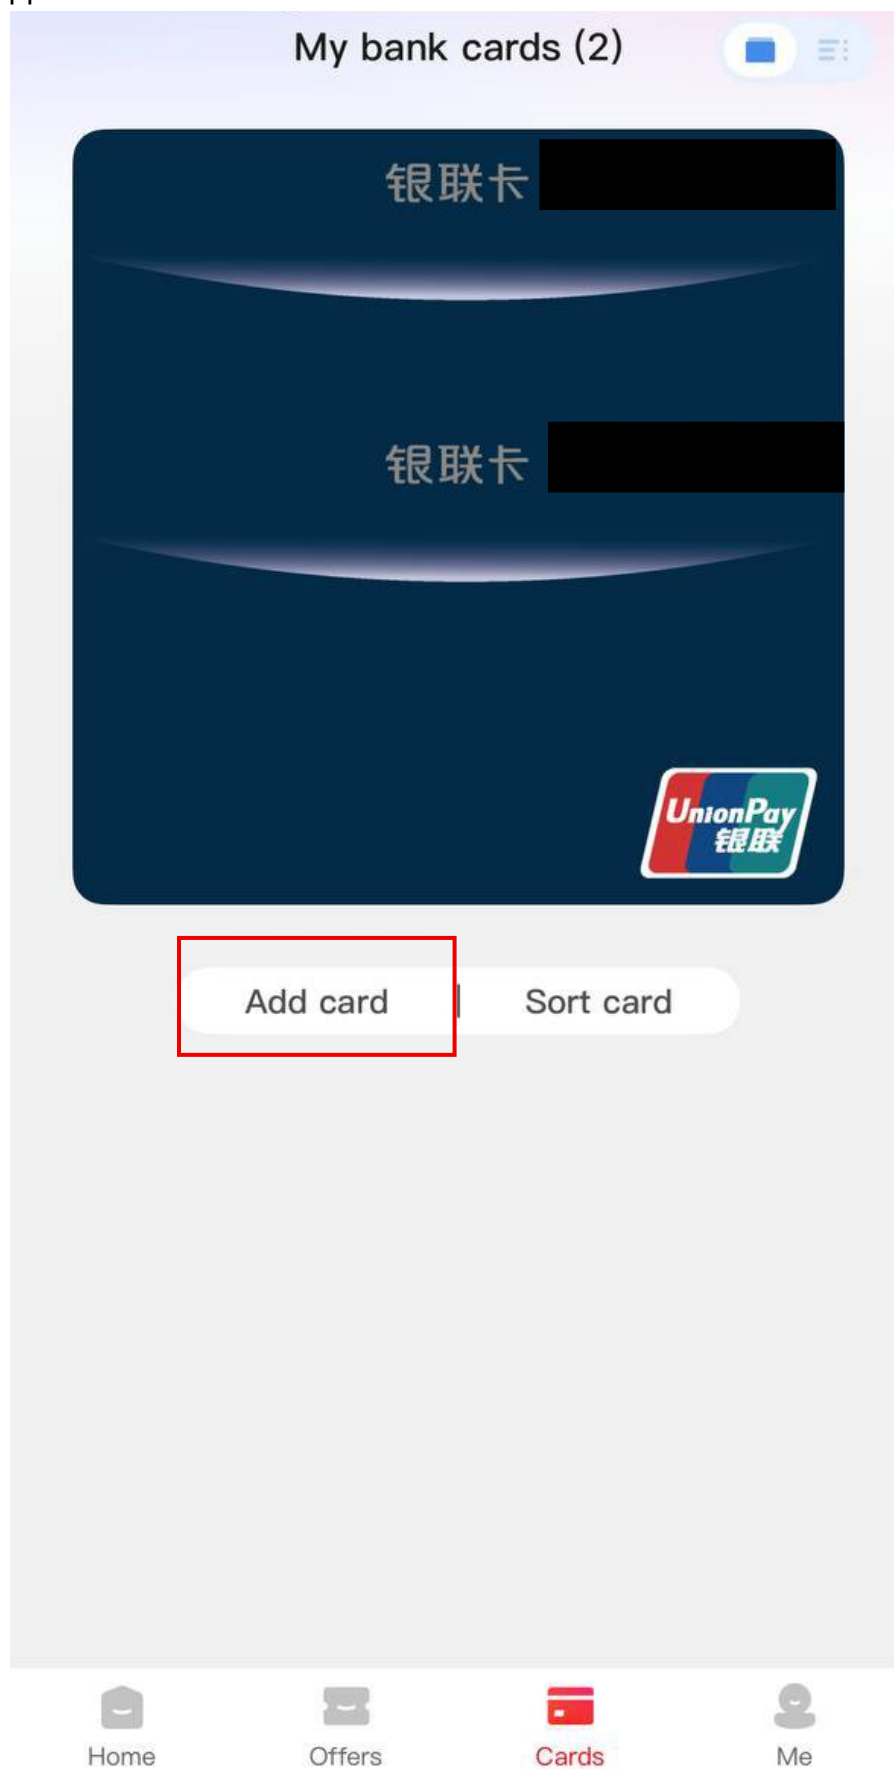 My bank cards (2)
银联卡
银联卡
UnionPay
银联
Add card | Sort card
Home Offers Cards Me